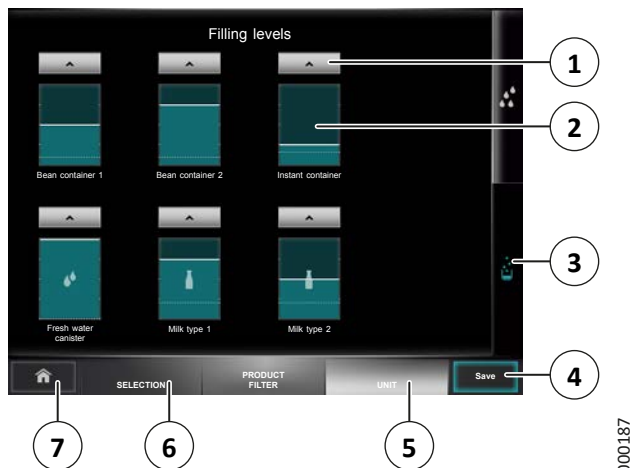 Filling levels
1
2
Bean container 1
Bean container 2
Instant container
3
Fresh water
canister
Milk type 1
Milk type 2
SELECTION
PRODUCT
FILTER
UNIT
Save
4
7
6
5